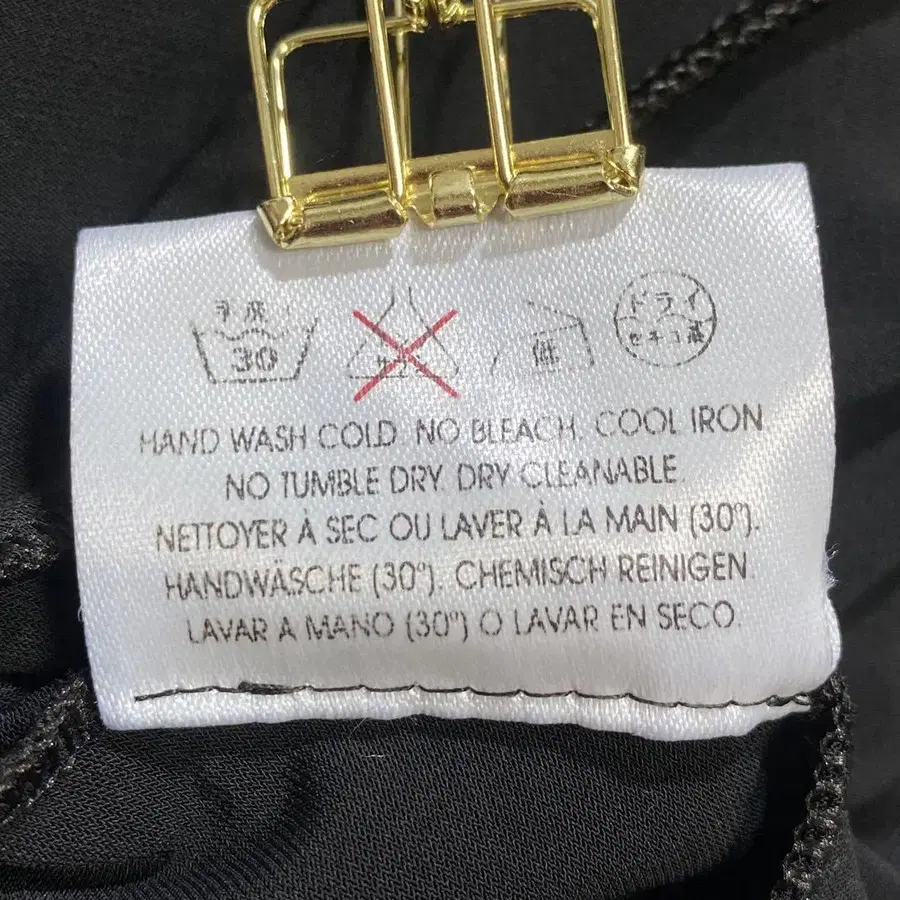 手洗 30 低 ドライ セキユ系
HAND WASH COLD. NO BLEACH. COOL IRON
NO TUMBLE DRY. DRY CLEANABLE
NETTOYER À SEC OU LAVER À LA MAIN (30°).
HANDWÄSCHE (30°). CHEMISCH REINIGEN.
LAVAR A MANO (30°) O LAVAR EN SECO.